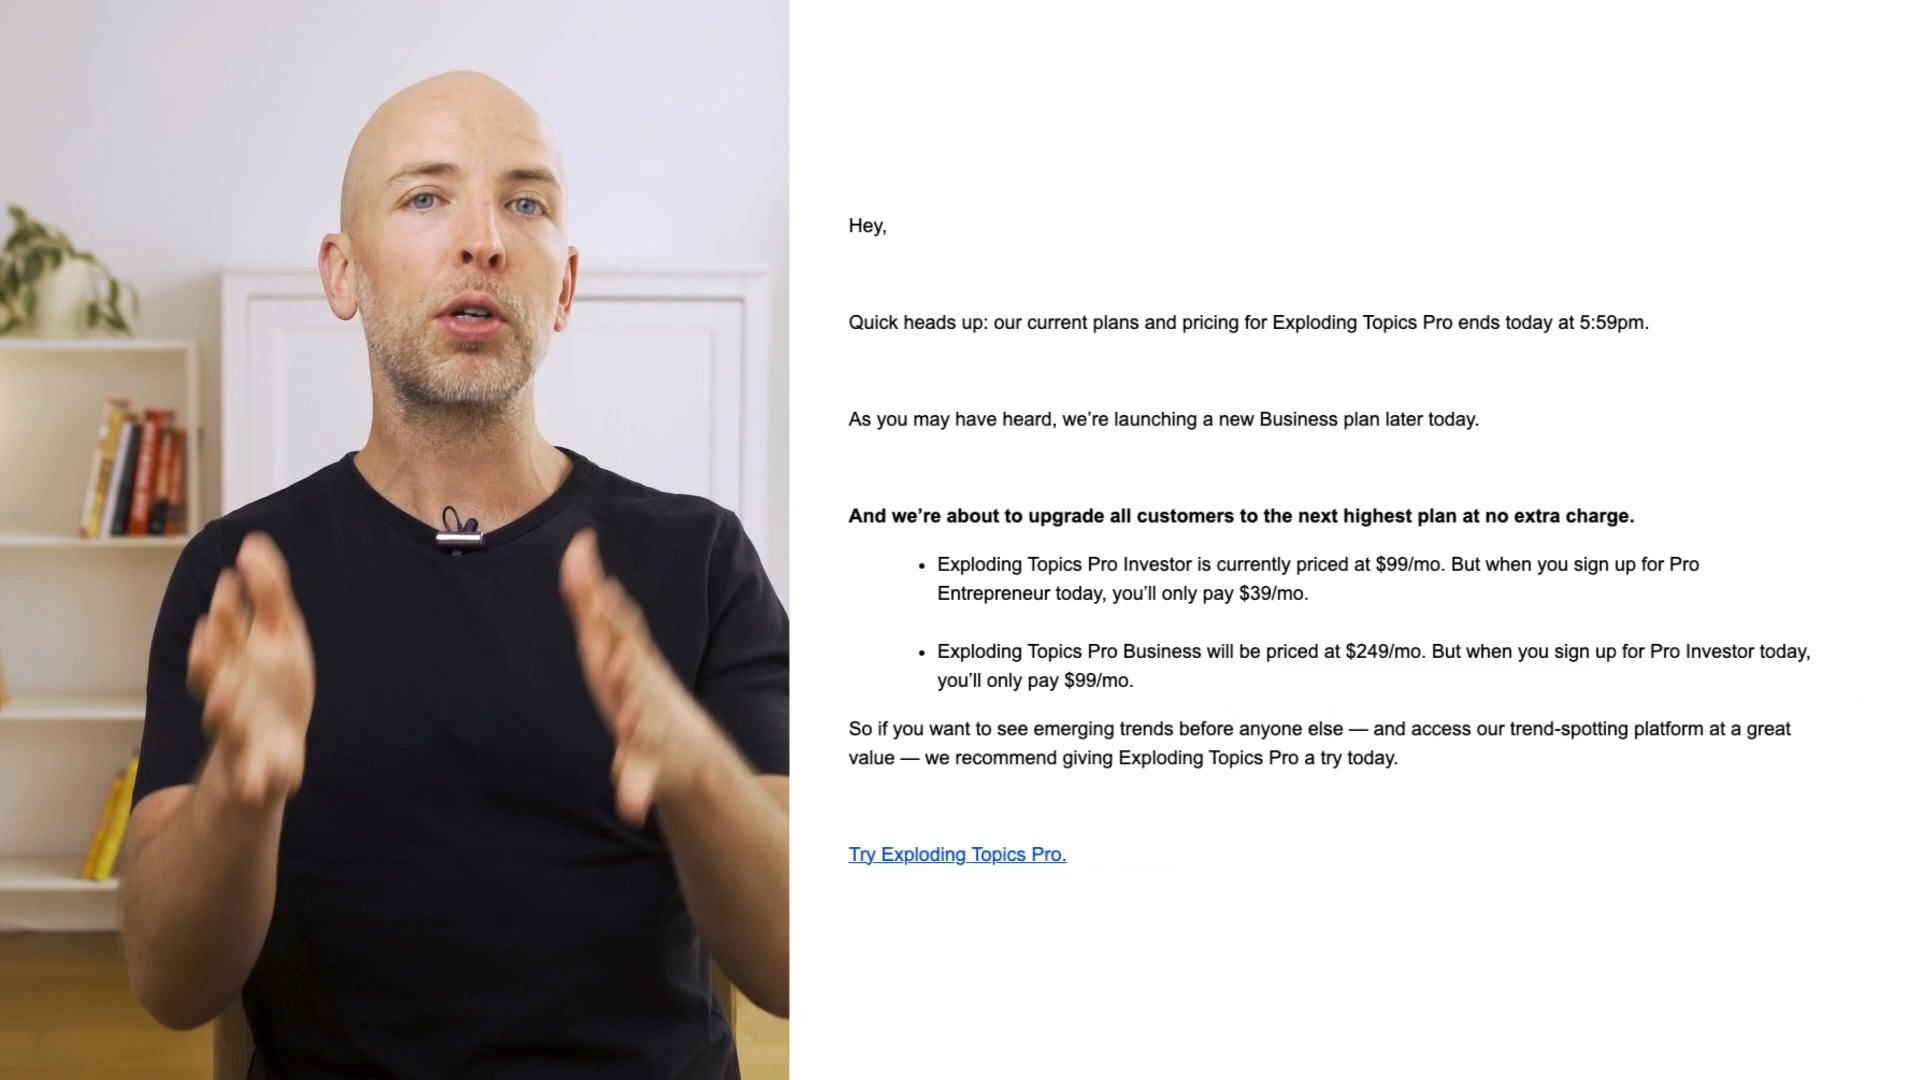 Hey,
Quick heads up: our current plans and pricing for Exploding Topics Pro ends today at 5:59pm.
As you may have heard, we’re launching a new Business plan later today.
And we’re about to upgrade all customers to the next highest plan at no extra charge.
• Exploding Topics Pro Investor is currently priced at $99/mo. But when you sign up for Pro
Entrepreneur today, you’ll only pay $39/mo.
• Exploding Topics Pro Business will be priced at $249/mo. But when you sign up for Pro Investor today,
you’ll only pay $99/mo.
So if you want to see emerging trends before anyone else — and access our trend-spotting platform at a great
value — we recommend giving Exploding Topics Pro a try today.
Try Exploding Topics Pro.